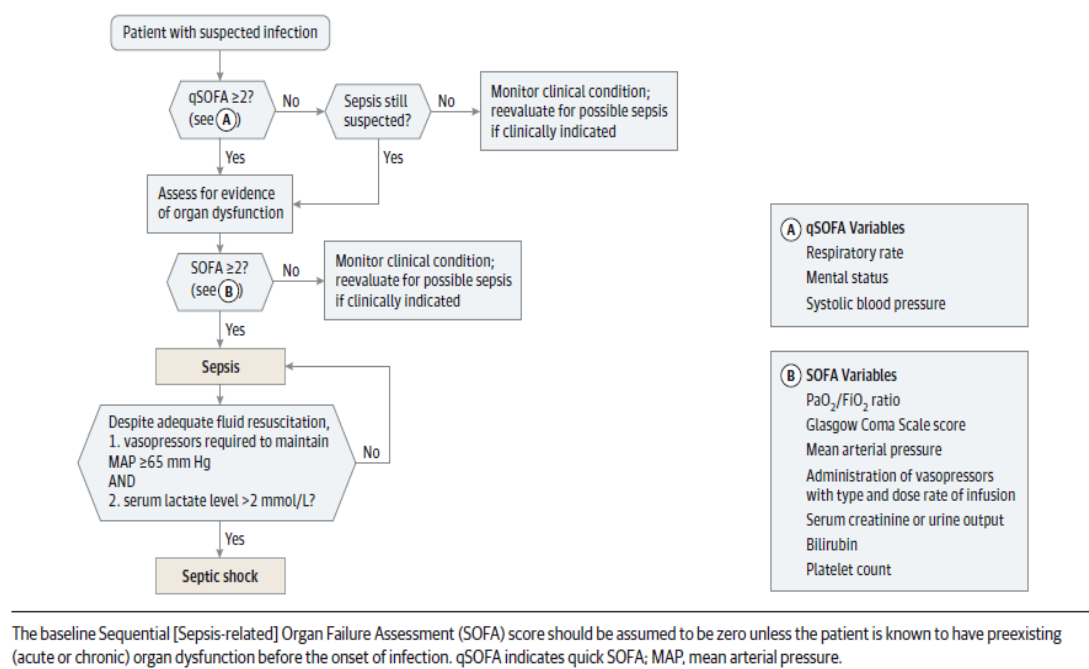 Patient with suspected infection
qSOFA ≥2?
(see A)
No
Sepsis still
suspected?
No
Monitor clinical condition;
reevaluate for possible sepsis
if clinically indicated
Yes
Yes
Assess for evidence
of organ dysfunction
SOFA ≥2?
(see B)
No
Monitor clinical condition;
reevaluate for possible sepsis
if clinically indicated
Yes
Sepsis
Despite adequate fluid resuscitation,
1. vasopressors required to maintain
MAP ≥65 mm Hg
AND
2. serum lactate level >2 mmol/L?
No
Yes
Septic shock
A qSOFA Variables
Respiratory rate
Mental status
Systolic blood pressure
B SOFA Variables
PaO₂/FiO₂ ratio
Glasgow Coma Scale score
Mean arterial pressure
Administration of vasopressors
with type and dose rate of infusion
Serum creatinine or urine output
Bilirubin
Platelet count
The baseline Sequential [Sepsis-related] Organ Failure Assessment (SOFA) score should be assumed to be zero unless the patient is known to have preexisting
(acute or chronic) organ dysfunction before the onset of infection. qSOFA indicates quick SOFA; MAP, mean arterial pressure.